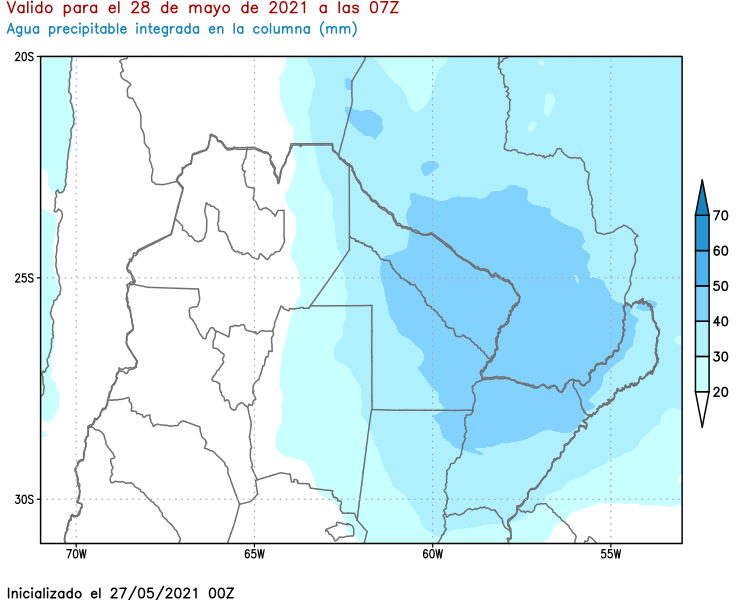 Valido para el 28 de mayo de 2021 a las 07Z
Agua precipitable integrada en la columna (mm)
20S
25S
30S
70W
65W
60W
55W
70
60
50
40
30
20
Inicializado el 27/05/2021 00Z